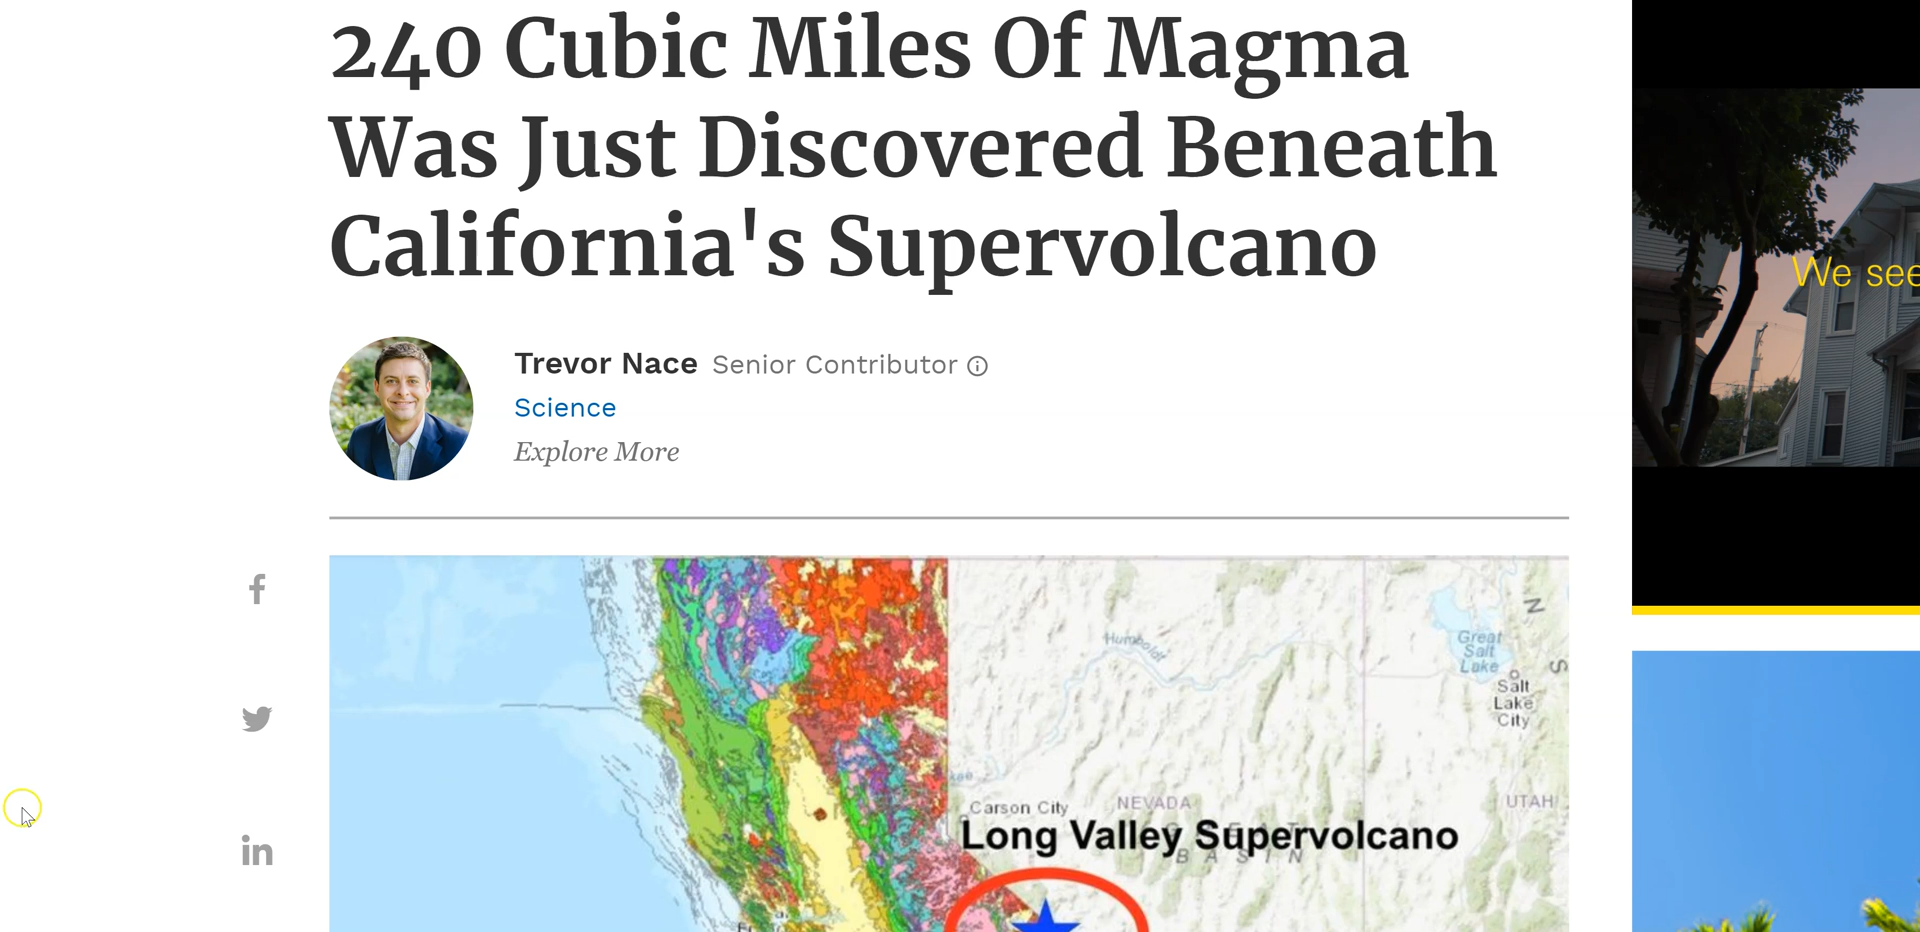 240 Cubic Miles Of Magma
Was Just Discovered Beneath
California's Supervolcano
Trevor Nace Senior Contributor
Science
Explore More
We see
Humboldt
Great
Salt
Lake
N
S
Salt
Lake
City
Carson City
NEVADA
UTAH
Long Valley Supervolcano
B A S I N